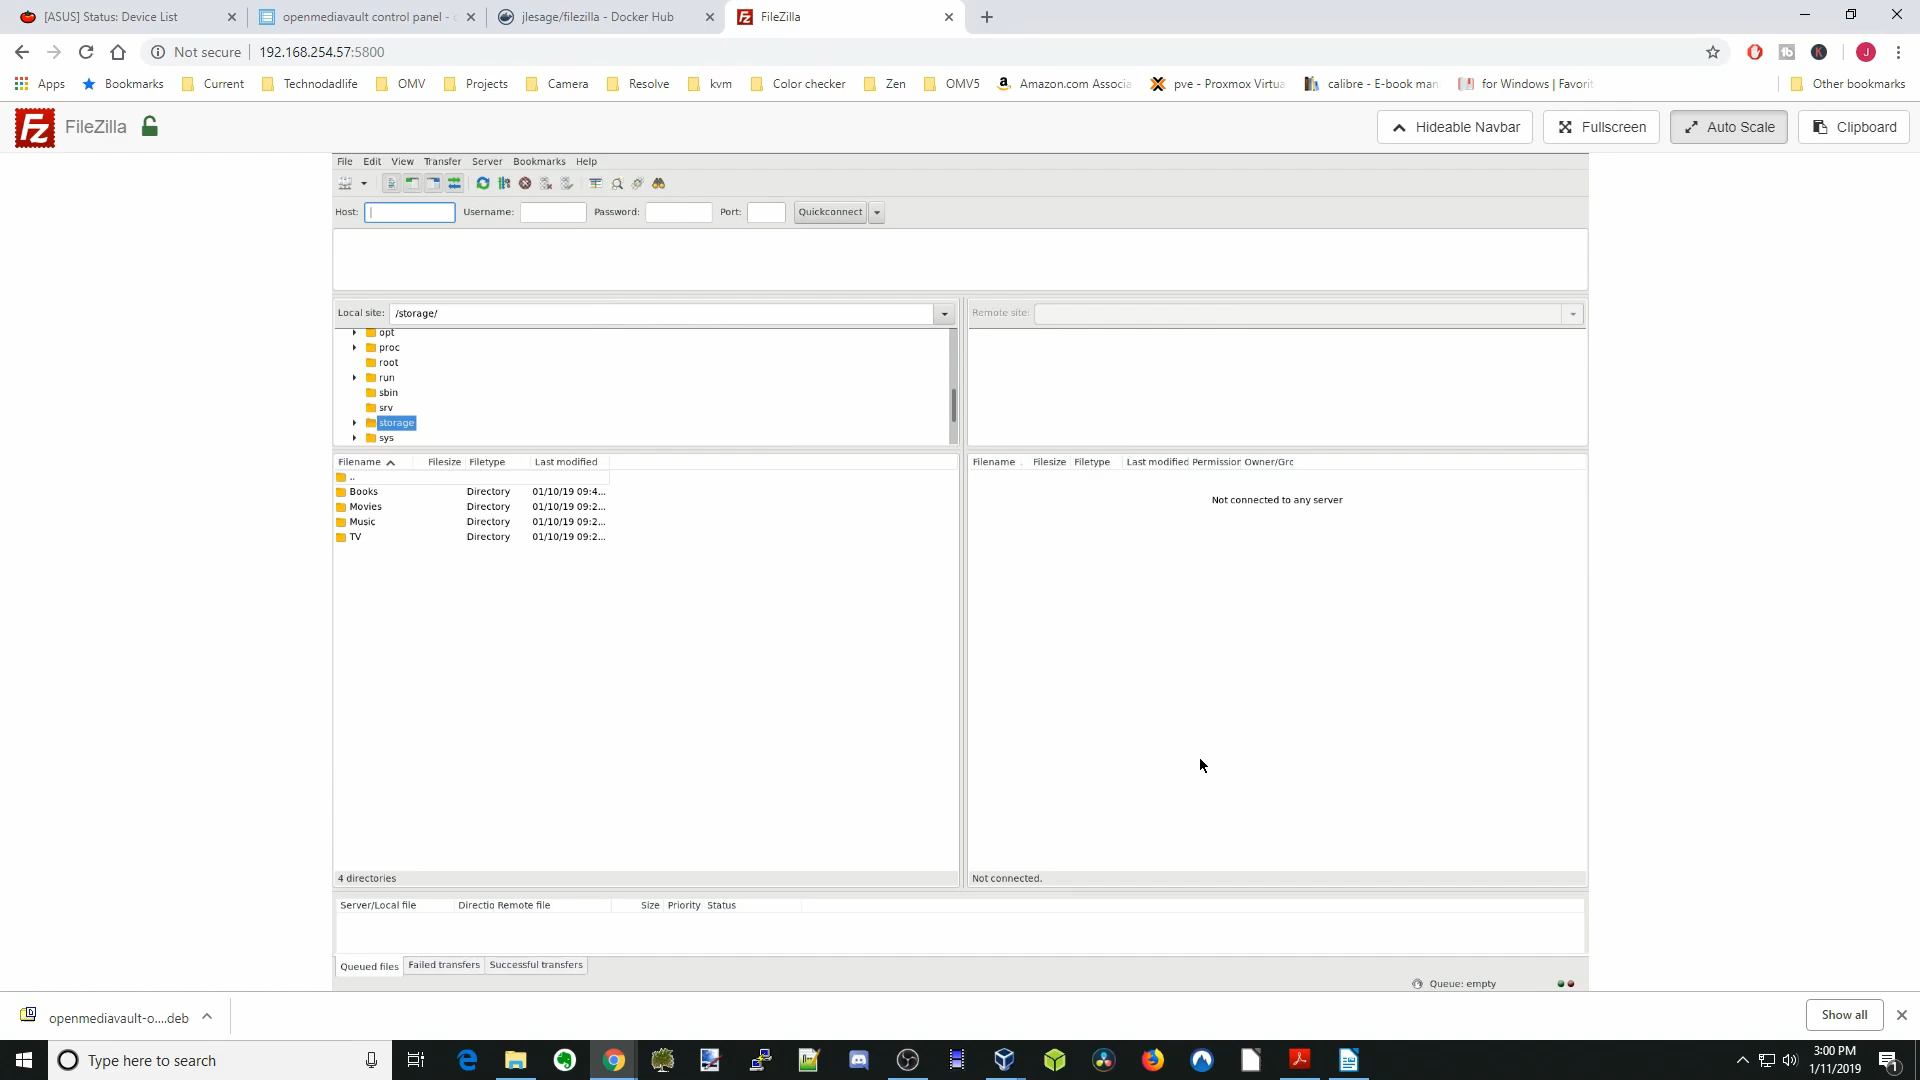 [ASUS] Status: Device List
openmediavault control panel -
jlesage/filezilla - Docker Hub
FileZilla
Not secure
192.168.254.57:5800
Apps
Bookmarks
Current
Technodadlife
OMV
Projects
Camera
Resolve
kvm
Color checker
Zen
OMV5
Amazon.com Associa
pve - Proxmox Virtua
calibre - E-book man
for Windows | Favorit
Other bookmarks
FileZilla
Hideable Navbar
Fullscreen
Auto Scale
Clipboard
File Edit View Transfer Server Bookmarks Help
Host: Username: Password: Port: Quickconnect
Local site: /storage/
Remote site:
opt
proc
root
run
sbin
srv
storage
sys
Filename Filesize Filetype Last modified
..
Books Directory 01/10/19 09:4...
Movies Directory 01/10/19 09:2...
Music Directory 01/10/19 09:2...
TV Directory 01/10/19 09:2...
4 directories
Filename Filesize Filetype Last modified Permission Owner/Grc
Not connected to any server
Not connected.
Server/Local file Directio Remote file Size Priority Status
Queued files Failed transfers Successful transfers
Queue: empty
openmediavault-o....deb
Show all
Type here to search
3:00 PM
1/11/2019